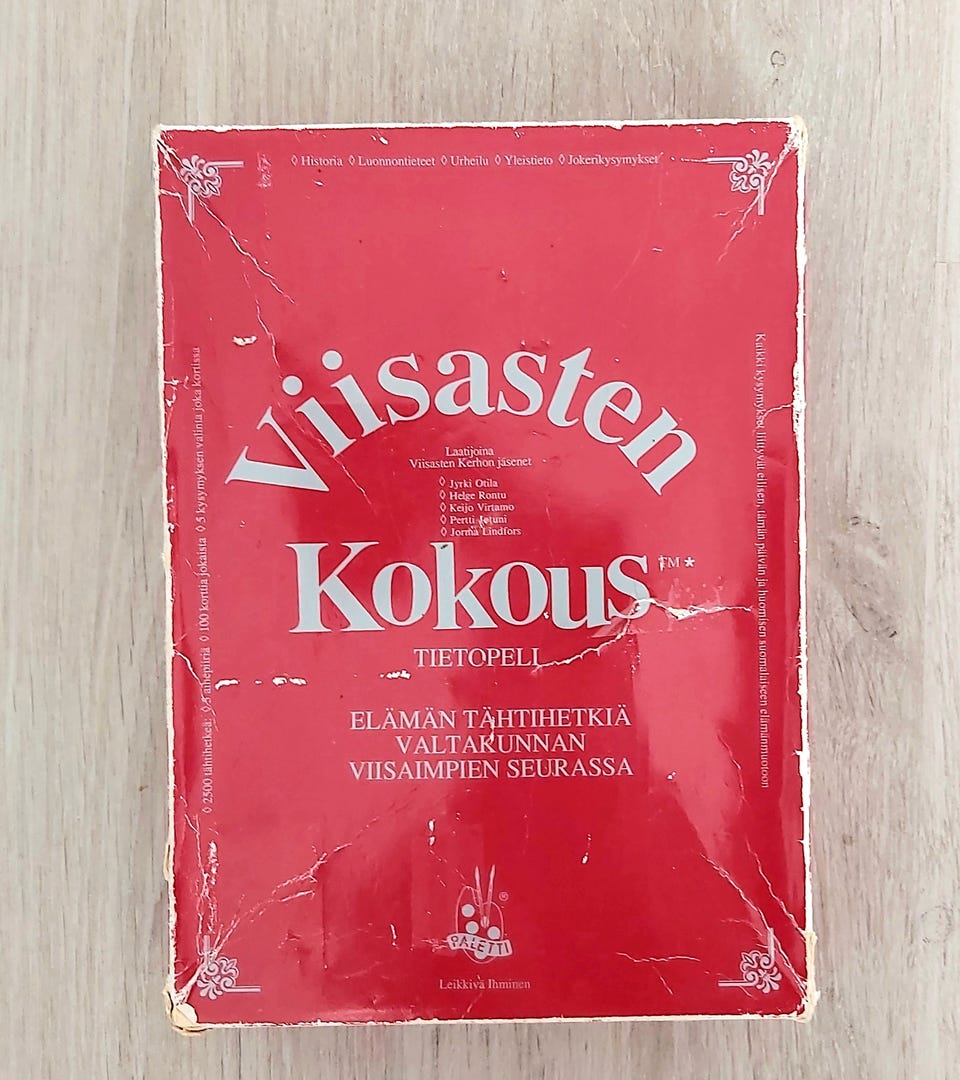 ◊ Historia ◊ Luonnontieteet ◊ Urheilu ◊ Yleistieto ◊ Jokerikysymykset
Viisasten
Laatijoina
Viisasten Kerhon jäsenet
◊ Jyrki Otila
◊ Helge Rontu
◊ Keijo Virtamo
◊ Pertti Jotuni
◊ Jorma Lindfors
Kokous™*
TIETOPELI
ELÄMÄN TÄHTIHETKIÄ
VALTAKUNNAN
VIISAIMPIEN SEURASSA
◊ 2500 tähtihetkeä: ◊ 5 aihepiiriä ◊ 100 korttia jokaista ◊ 5 kysymyksen valinta joka kortissa
Kaikki kysymykset liittyvät eilisen, tämän päivän ja huomisen suomalaiseen elämänmuotoon
PALETTI ®
Leikkivä Ihminen